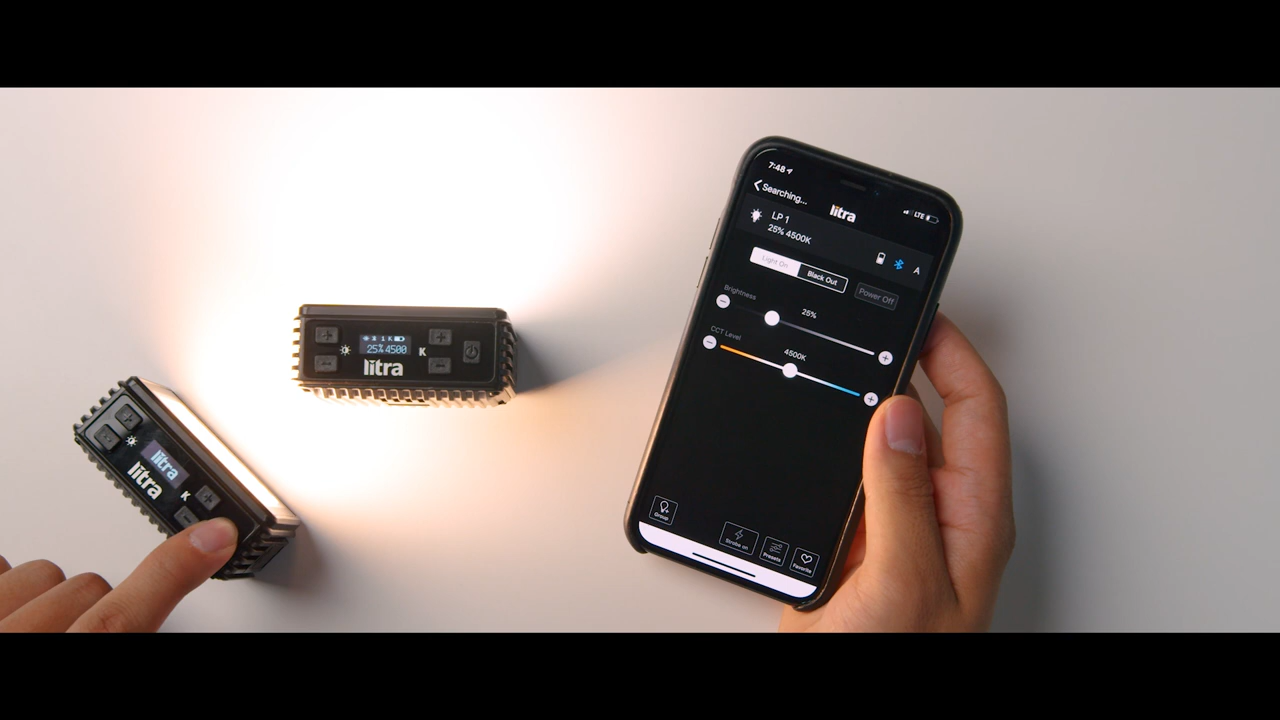 7:48
Searching...
LTE
litra
LP 1
25% 4500K
A
Light On
Black Out
Power Off
Brightness
25%
CCT Level
4500K
Group
Strobe on
Presets
Favorite
25% 4500
K
litra
litra
litra
K